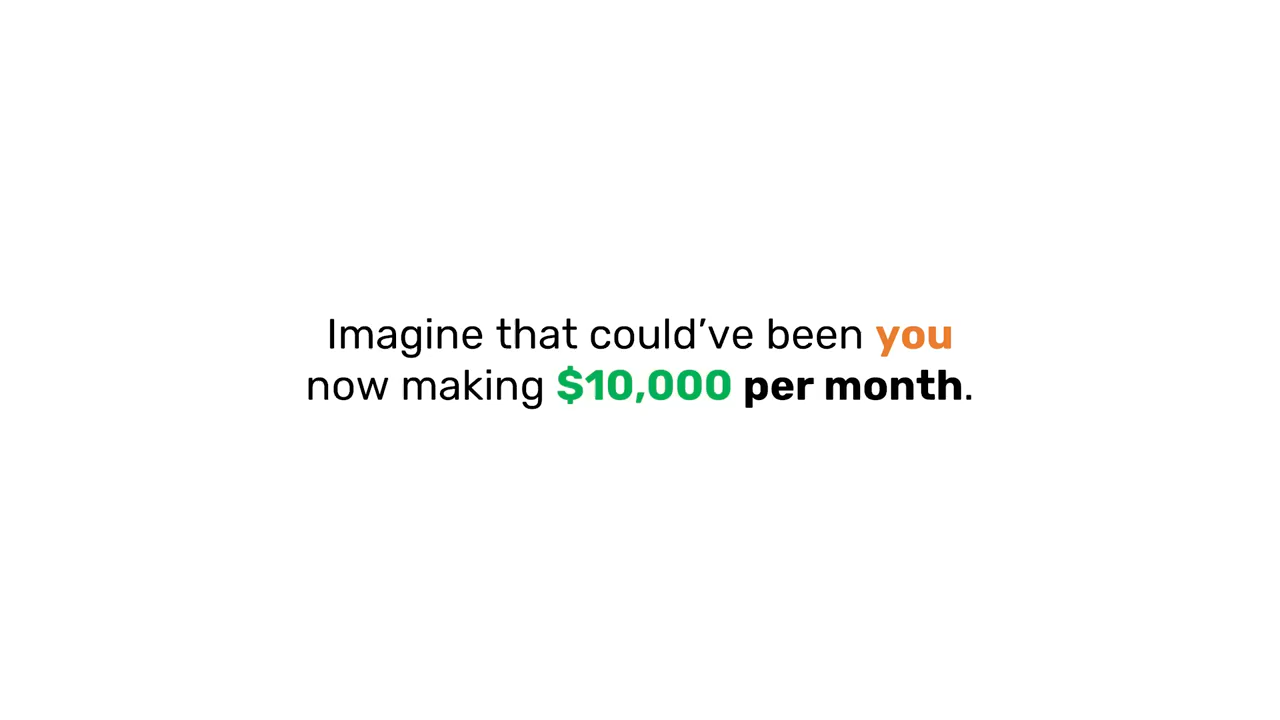 Imagine that could’ve been you
now making $10,000 per month.